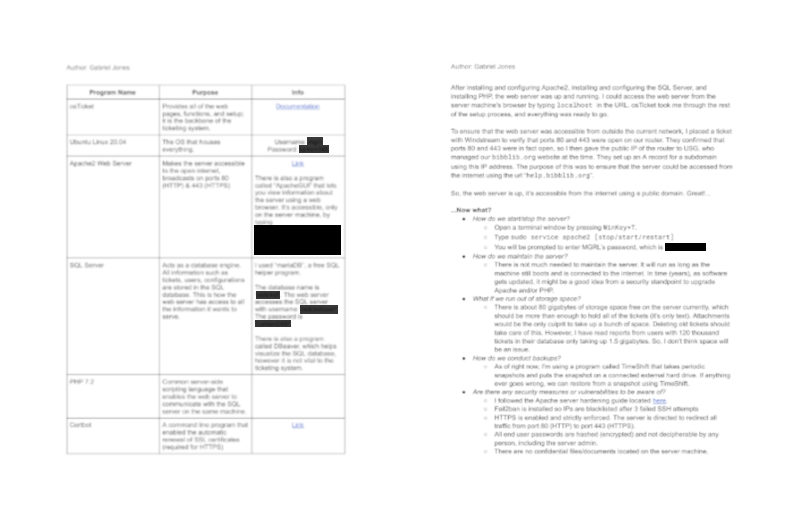 Author: Gabriel Jones
Program Name
Purpose
Info
osTicket
Provides all of the web
pages, functions, and setup;
it is the backbone of the
ticketing system.
Documentation
Ubuntu Linux 20.04
The OS that houses
everything.
Username:
Password:
Apache2 Web Server
Makes the server accessible
to the open internet,
broadcasts on ports 80
(HTTP) & 443 (HTTPS)
Link
There is also a program
called "ApacheGUI" that lets
you view information about
the server using a web
browser. It's accessible, only
on the server machine, by
typing
SQL Server
Acts as a database engine.
All information such as
tickets, users, configurations
are stored in the SQL
database. This is how the
web server has access to all
the information it wants to
serve.
I used "mariaDB", a free SQL
helper program.
The database name is
The web server
accesses the SQL server
with username
The password is
There is also a program
called DBeaver, which helps
visualize the SQL database,
however it is not vital to the
ticketing system.
PHP 7.2
Common server-side
scripting language that
enables the web server to
communicate with the SQL
server on the same machine.
Certbot
A command line program that
enabled the automatic
renewal of SSL certificates
(required for HTTPS)
Link
Author: Gabriel Jones
After installing and configuring Apache2, installing and configuring the SQL Server, and
installing PHP, the web server was up and running. I could access the web server from the
server machine's browser by typing localhost in the URL. osTicket took me through the rest
of the setup process, and everything was ready to go.
To ensure that the web server was accessible from outside the current network, I placed a ticket
with Windstream to verify that ports 80 and 443 were open on our router. They confirmed that
ports 80 and 443 were in fact open, so I then gave the public IP of the router to USG, who
managed our bibblib.org website at the time. They set up an A record for a subdomain
using this IP address. The purpose of this was to ensure that the server could be accessed from
the internet using the url "help.bibblib.org".
So, the web server is up, it's accessible from the internet using a public domain. Great!...
...Now what?
● How do we start/stop the server?
○ Open a terminal window by pressing WinKey+T.
○ Type sudo service apache2 [stop/start/restart]
○ You will be prompted to enter MGRL's password, which is
● How do we maintain the server?
○ There is not much needed to maintain the server. It will run as long as the
machine still boots and is connected to the internet. In time (years), as software
gets updated, it might be a good idea from a security standpoint to upgrade
Apache and/or PHP.
● What if we run out of storage space?
○ There is about 80 gigabytes of storage space free on the server currently, which
should be more than enough to hold all of the tickets (it's only text). Attachments
would be the only culprit to take up a bunch of space. Deleting old tickets should
take care of this. However, I have read reports from users with 120 thousand
tickets in their database only taking up 1.5 gigabytes. So, I don't think space will
be an issue.
● How do we conduct backups?
○ As of right now, I'm using a program called TimeShift that takes periodic
snapshots and puts the snapshot on a connected external hard drive. If anything
ever goes wrong, we can restore from a snapshot using TimeShift.
● Are there any security measures or vulnerabilities to be aware of?
○ I followed the Apache server hardening guide located here.
○ Fail2ban is installed so IPs are blacklisted after 3 failed SSH attempts
○ HTTPS is enabled and strictly enforced. The server is directed to redirect all
traffic from port 80 (HTTP) to port 443 (HTTPS).
○ All end user passwords are hashed (encrypted) and not decipherable by any
person, including the server admin.
○ There are no confidential files/documents located on the server machine.